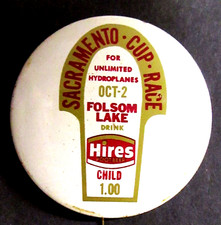 SACRAMENTO · CUP · RACE
FOR
UNLIMITED
HYDROPLANES
OCT-2
FOLSOM
LAKE
DRINK
Hires
CHILD
1.00